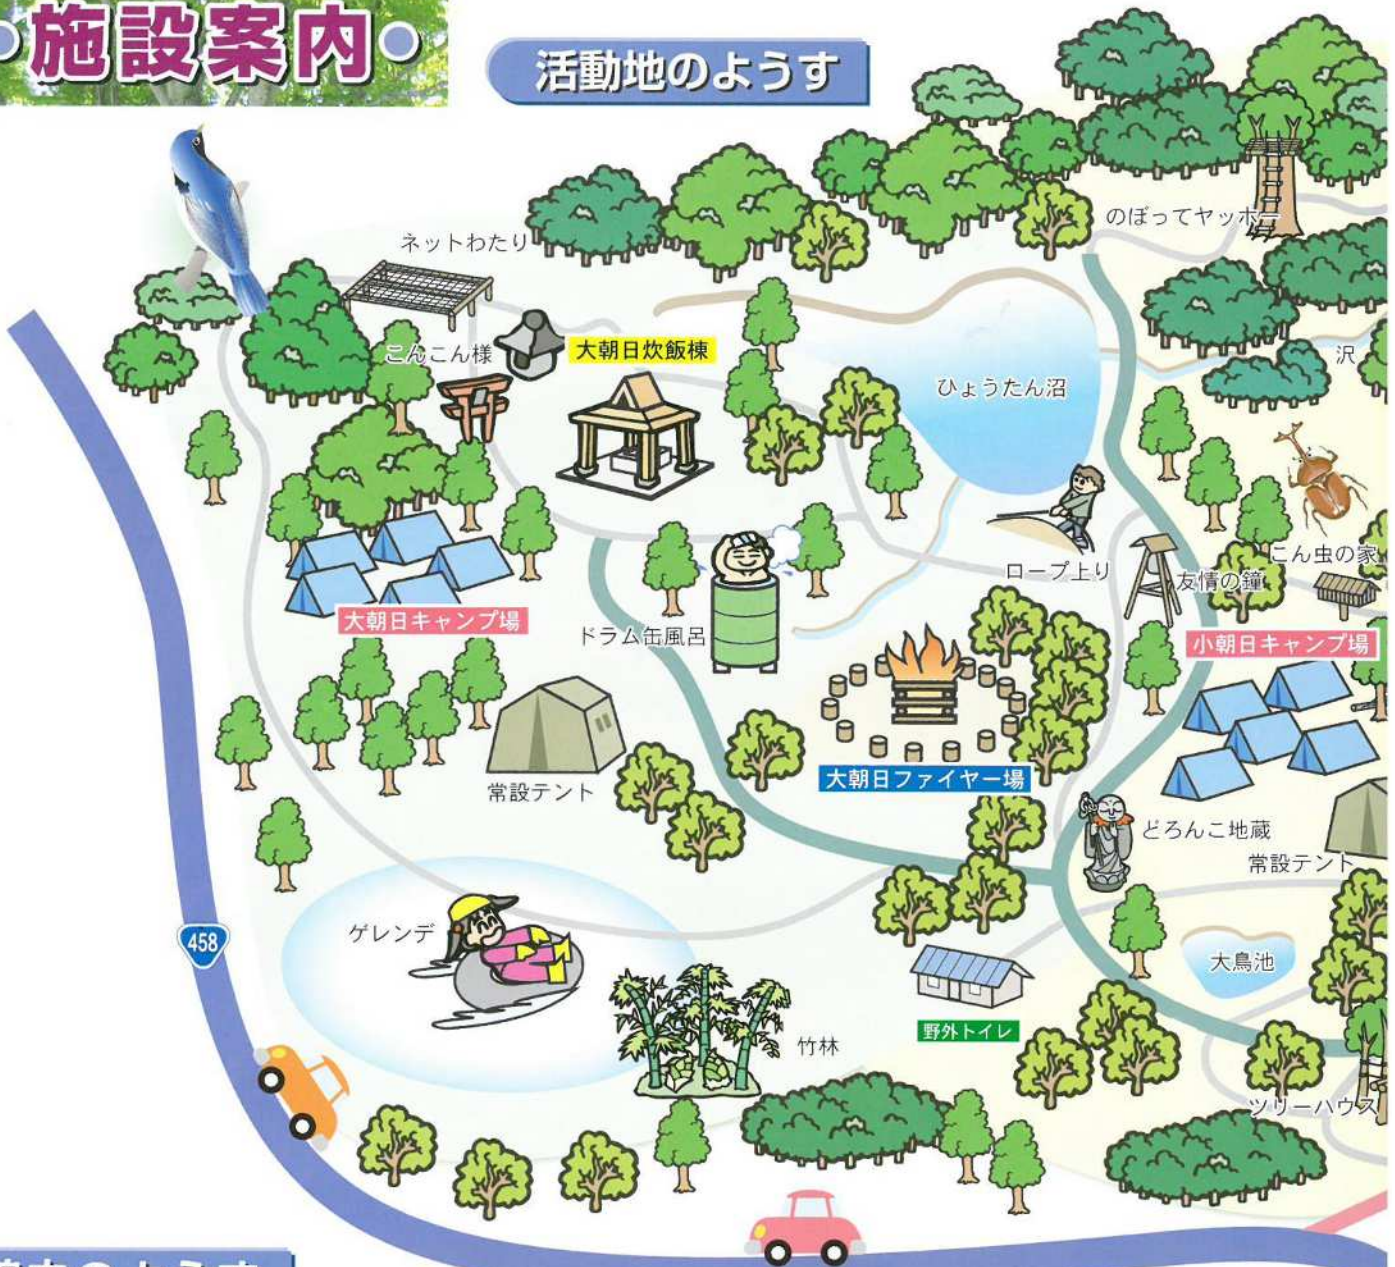 施設案内
活動地のようす
のぼってヤッホー
ネットわたり
こんこん様
大朝日炊飯棟
沢
ひょうたん沼
こん虫の家
ロープ上り
友情の鐘
大朝日キャンプ場
ドラム缶風呂
小朝日キャンプ場
大朝日ファイヤー場
常設テント
どろんこ地蔵
常設テント
ゲレンデ
458
大鳥池
野外トイレ
竹林
ツリーハウス
のようす